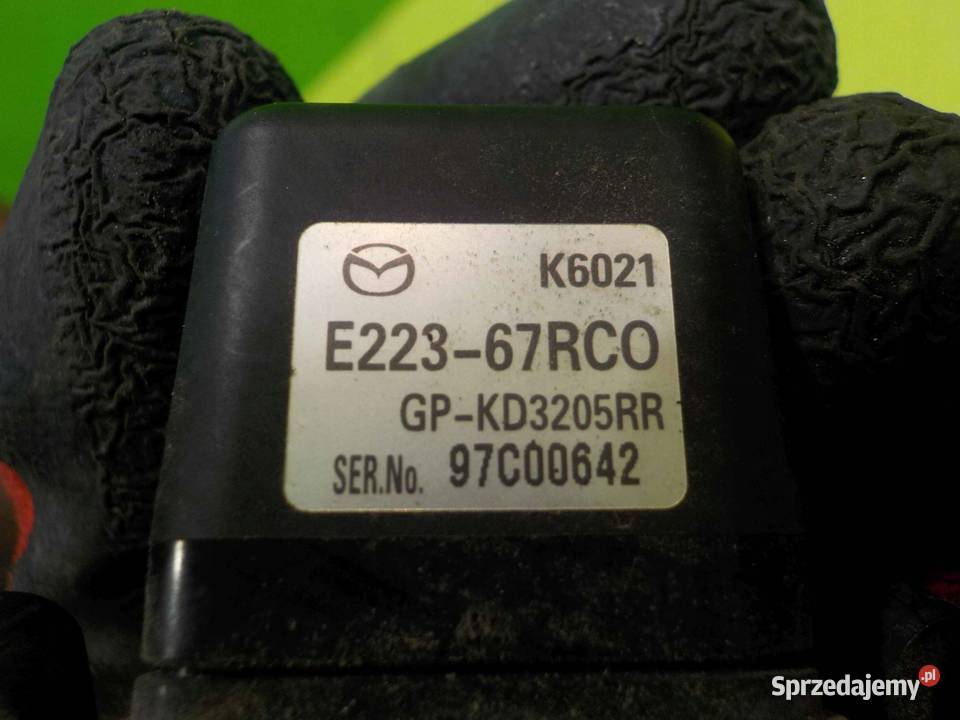 K6021
E223-67RCO
GP-KD3205RR
SER.No. 97C00642
Sprzedajemy.pl